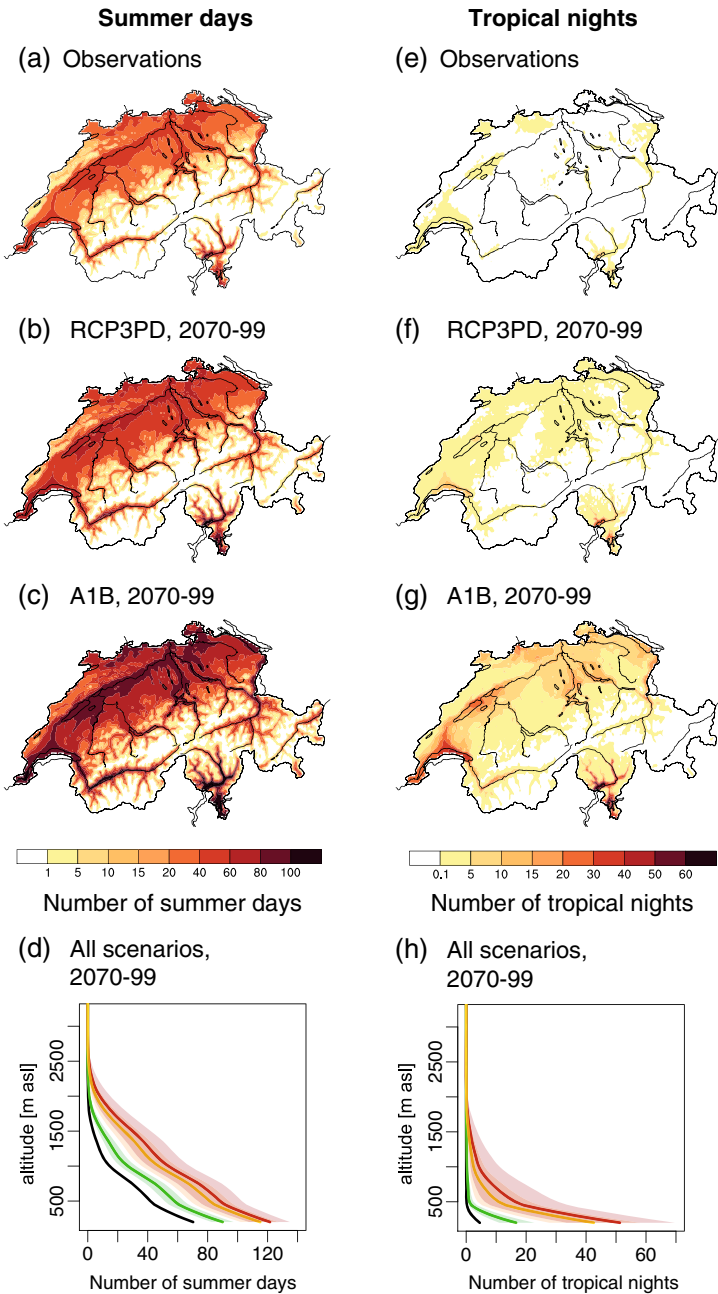 Summer days
Tropical nights
(a) Observations
(e) Observations
(b) RCP3PD, 2070-99
(f) RCP3PD, 2070-99
(c) A1B, 2070-99
(g) A1B, 2070-99
1 5 10 15 20 40 60 80 100
Number of summer days
0.1 5 10 15 20 30 40 50 60
Number of tropical nights
(d) All scenarios,
2070-99
(h) All scenarios,
2070-99
altitude [m asl]
2500
1500
500
0 40 80 120
Number of summer days
altitude [m asl]
2500
1500
500
0 20 40 60
Number of tropical nights